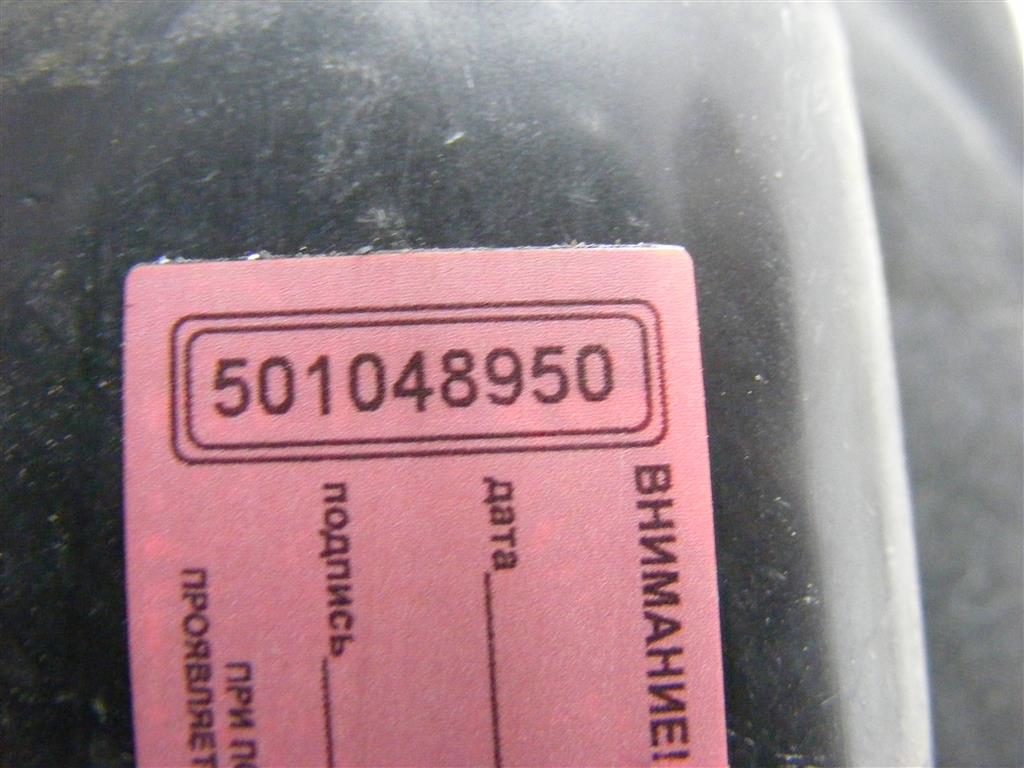 501048950
ВНИМАНИЕ!
дата
подпись
ПРИ
ПРОЯВЛЯЕТ